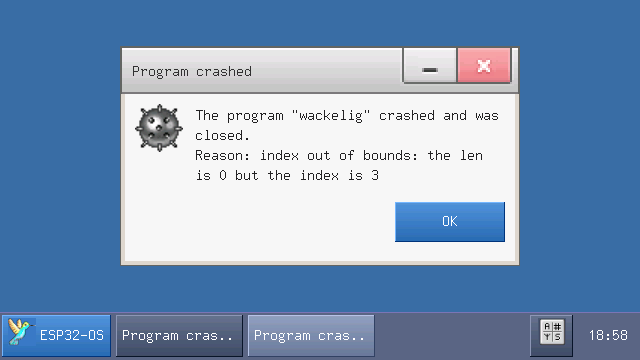 Program crashed
The program "wackelig" crashed and was
closed.
Reason: index out of bounds: the len
is 0 but the index is 3
OK
ESP32-OS
Program cras..
Program cras..
A#
YS
18:58